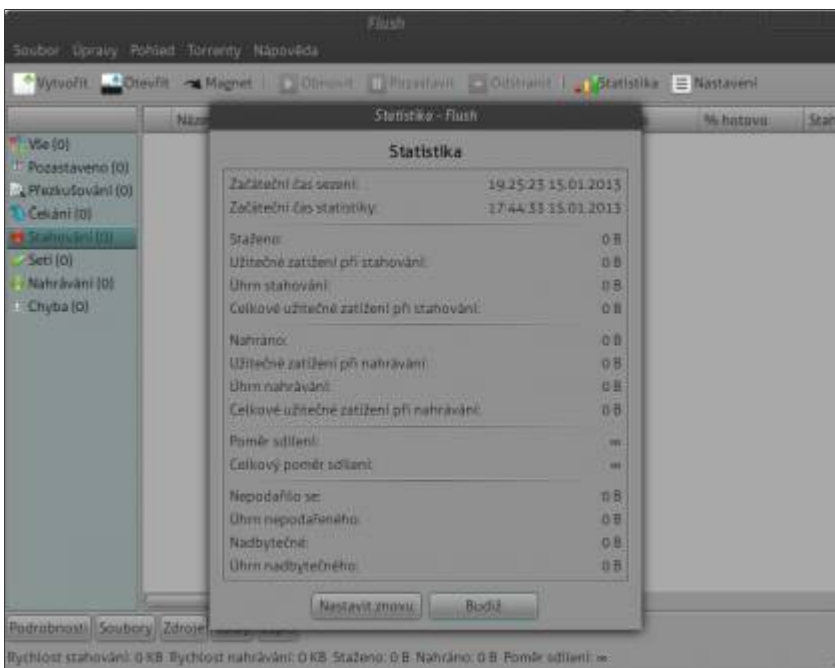 Flush
Soubor Úpravy Pohled Torrenty Nápověda
Vytvořit Otevřít Magnet Obnovit Pozastavit Odstranit Statistika Nastavení
Název % hotovo Stah
Statistika - Flush
Statistika
Vše (0)
Pozastaveno (0)
Přezkušování (0)
Čekání (0)
Stahování (0)
Setí (0)
Nahrávání (0)
Chyba (0)
Začáteční čas sezení: 19:25:23 15.01.2013
Začáteční čas statistiky: 17:44:33 15.01.2013
Staženo: 0 B
Užitečné zatížení při stahování: 0 B
Úhrn stahování: 0 B
Celkové užitečné zatížení při stahování: 0 B
Nahráno: 0 B
Užitečné zatížení při nahrávání: 0 B
Úhrn nahrávání: 0 B
Celkové užitečné zatížení při nahrávání: 0 B
Poměr sdílení: ∞
Celkový poměr sdílení: ∞
Nepodařilo se: 0 B
Úhrn nepodařeného: 0 B
Nadbytečné: 0 B
Úhrn nadbytečného: 0 B
Nastavit znovu Budiž
Podrobnosti Soubory Zdroje
Rychlost stahování: 0 KB Rychlost nahrávání: 0 KB Staženo: 0 B Nahráno: 0 B Poměr sdílení: ∞